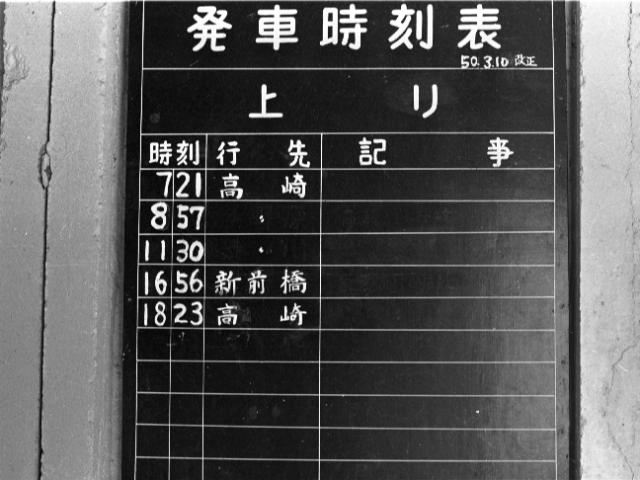 発車時刻表
50.3.10 改正
上り
時刻 行先 記事
7 21 高崎
8 57 〃
11 30 〃
16 56 新前橋
18 23 高崎